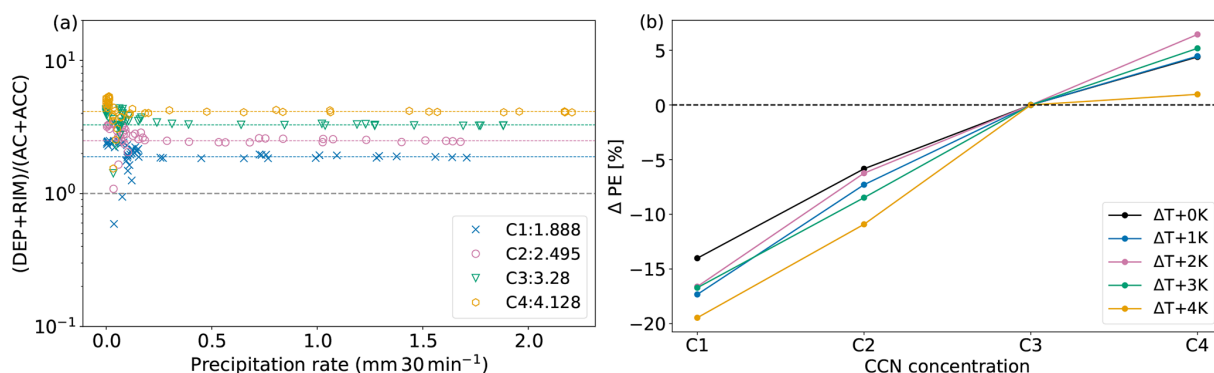 (a)
(DEP+RIM)/(AC+ACC)
10¹
10⁰
10⁻¹
C1:1.888
C2:2.495
C3:3.28
C4:4.128
0.0 0.5 1.0 1.5 2.0
Precipitation rate (mm 30 min⁻¹)
(b)
Δ PE [%]
5
0
−5
−10
−15
−20
ΔT+0K
ΔT+1K
ΔT+2K
ΔT+3K
ΔT+4K
C1 C2 C3 C4
CCN concentration